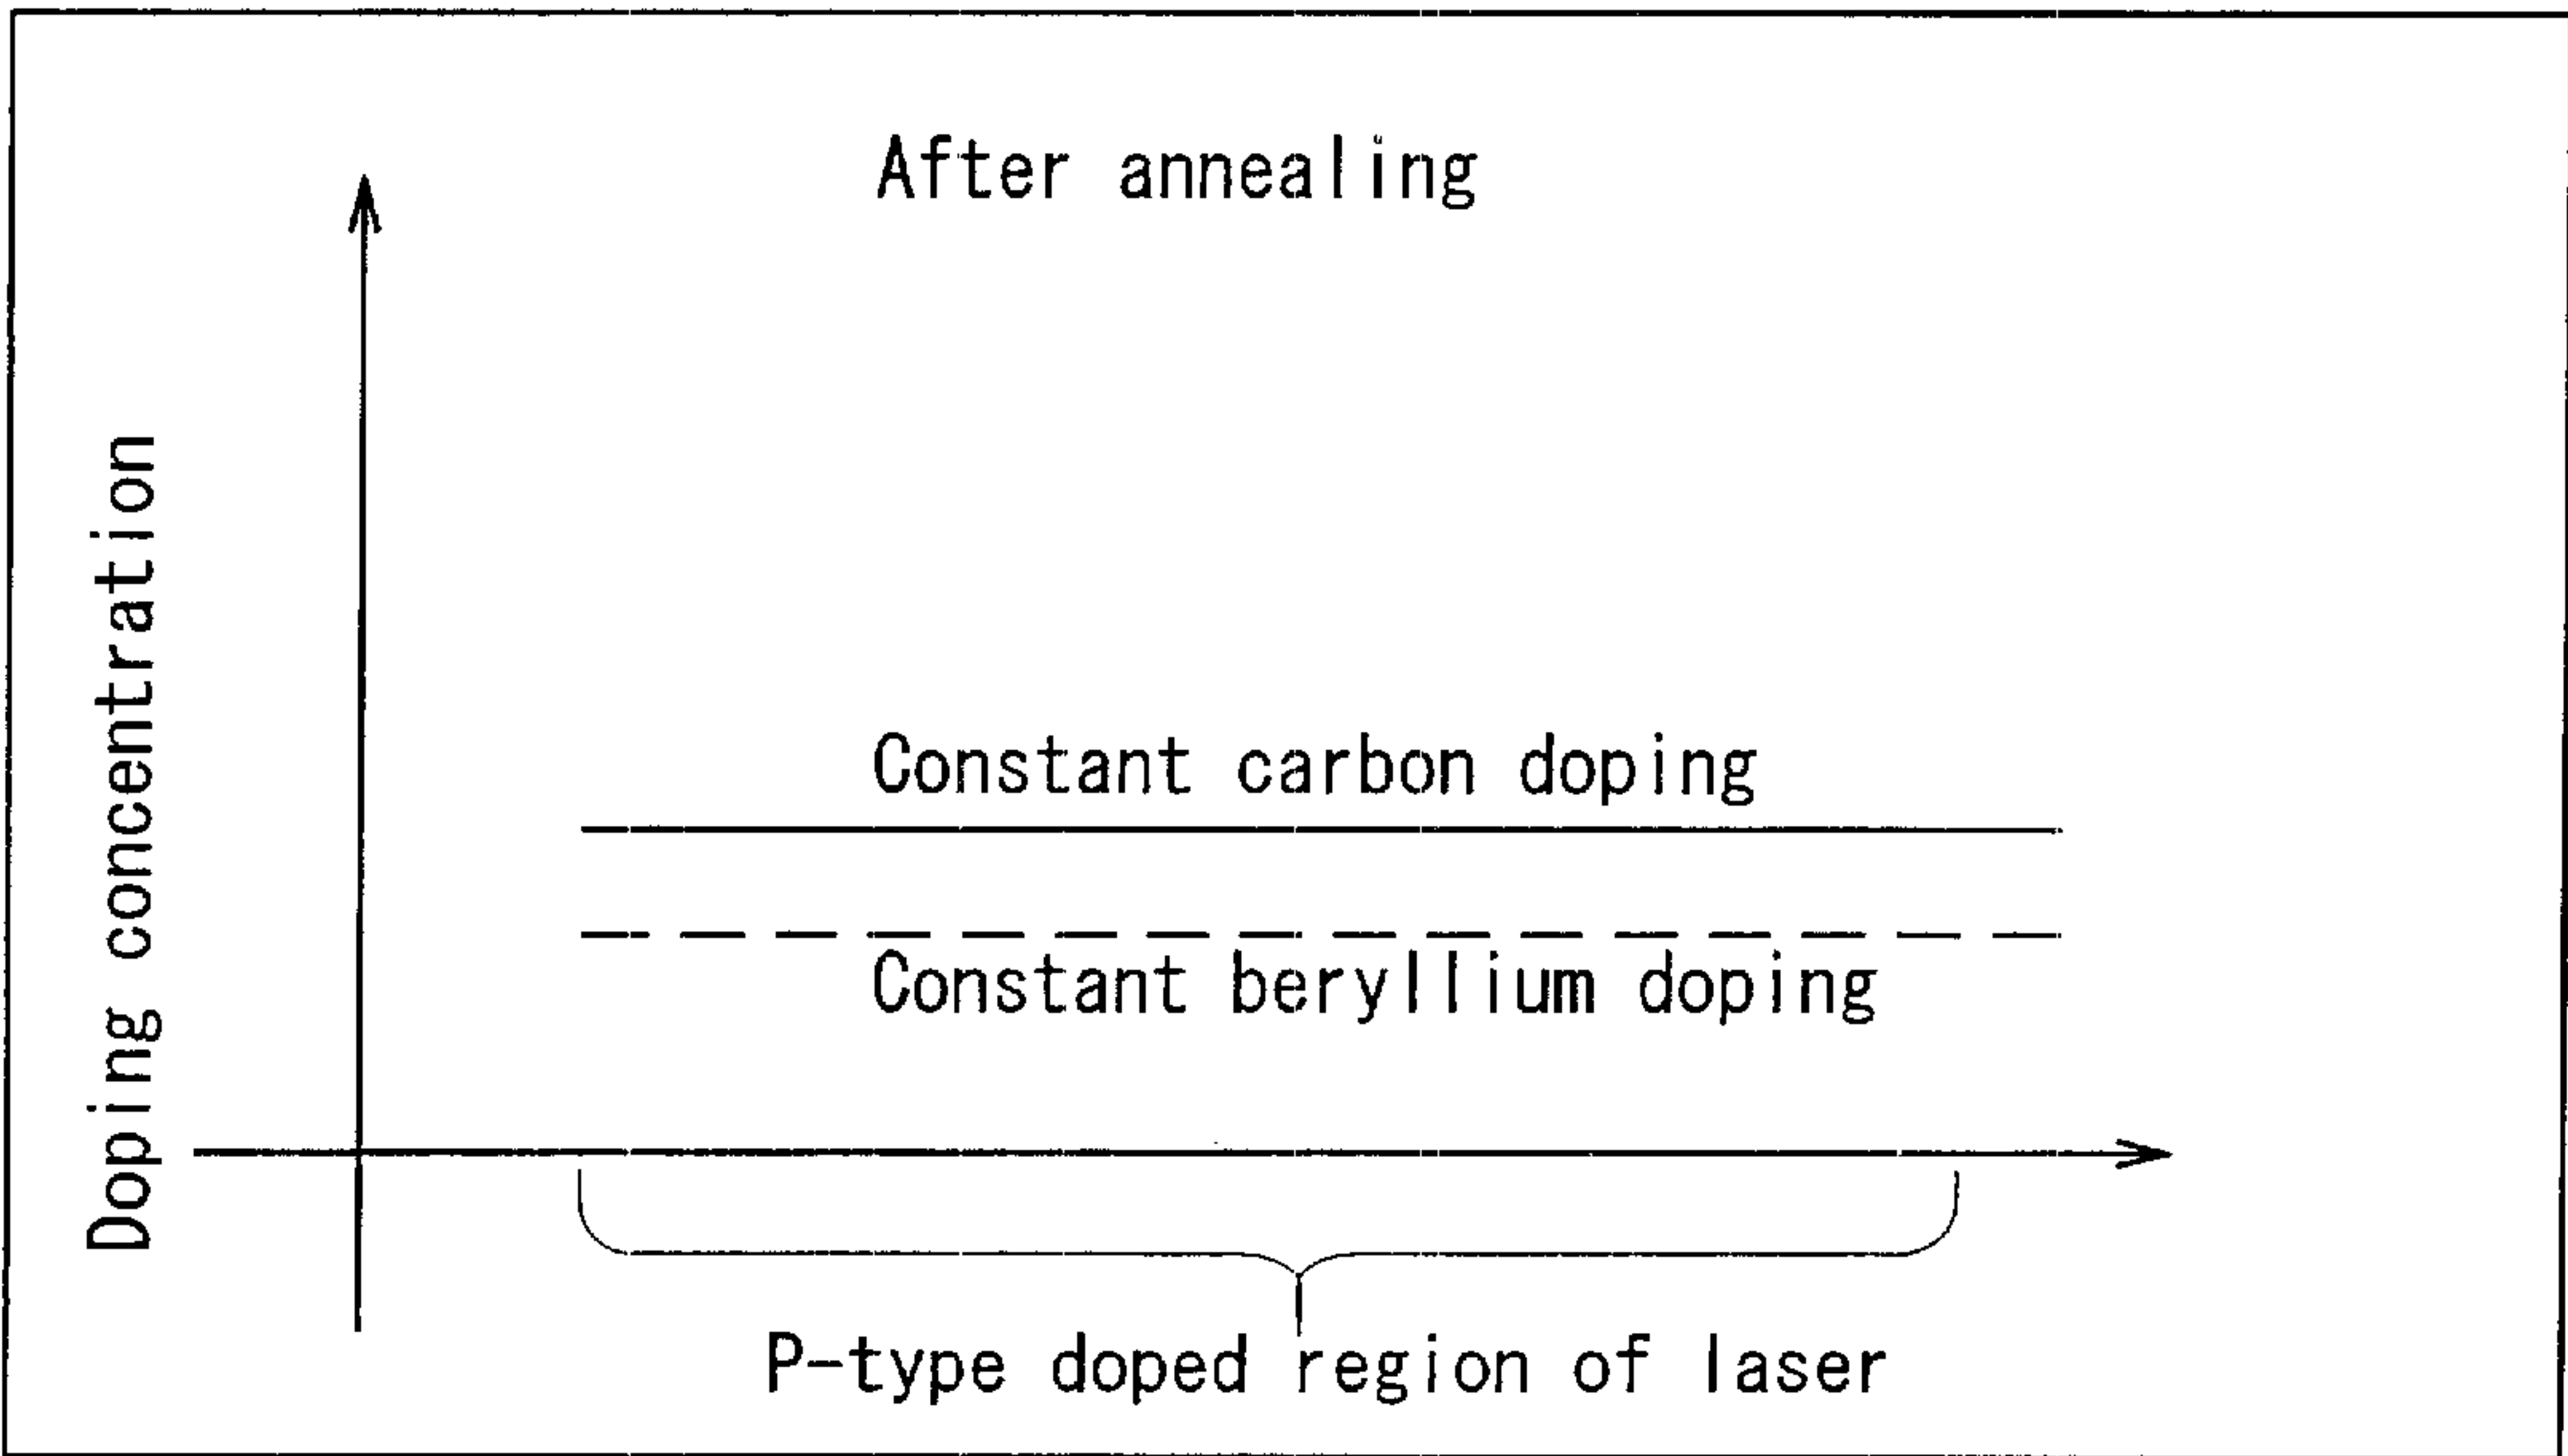 After annealing
Doping concentration
Constant carbon doping
Constant beryllium doping
P-type doped region of laser